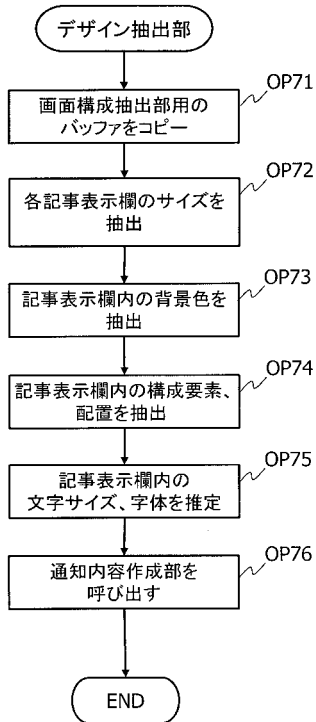 デザイン抽出部
OP71
画面構成抽出部用の
バッファをコピー
OP72
各記事表示欄のサイズを
抽出
OP73
記事表示欄内の背景色を
抽出
OP74
記事表示欄内の構成要素、
配置を抽出
OP75
記事表示欄内の
文字サイズ、字体を推定
OP76
通知内容作成部を
呼び出す
END